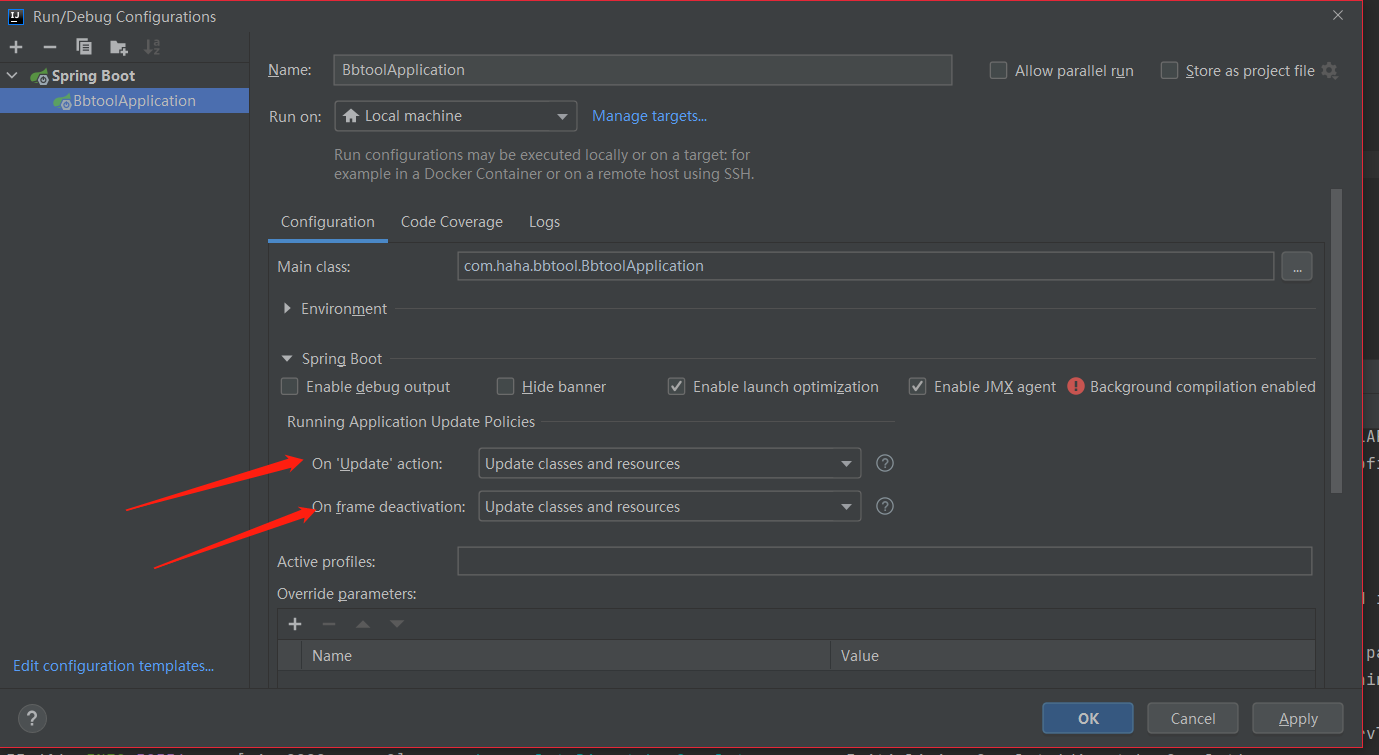 Run/Debug Configurations
Spring Boot
BbtoolApplication
Edit configuration templates...
Name: BbtoolApplication Allow parallel run Store as project file
Run on: Local machine Manage targets...
Run configurations may be executed locally or on a target: for
example in a Docker Container or on a remote host using SSH.
Configuration Code Coverage Logs
Main class: com.haha.bbtool.BbtoolApplication ...
Environment
Spring Boot
Enable debug output Hide banner Enable launch optimization Enable JMX agent Background compilation enabled
Running Application Update Policies
On 'Update' action: Update classes and resources ?
On frame deactivation: Update classes and resources ?
Active profiles:
Override parameters:
Name Value
? OK Cancel Apply